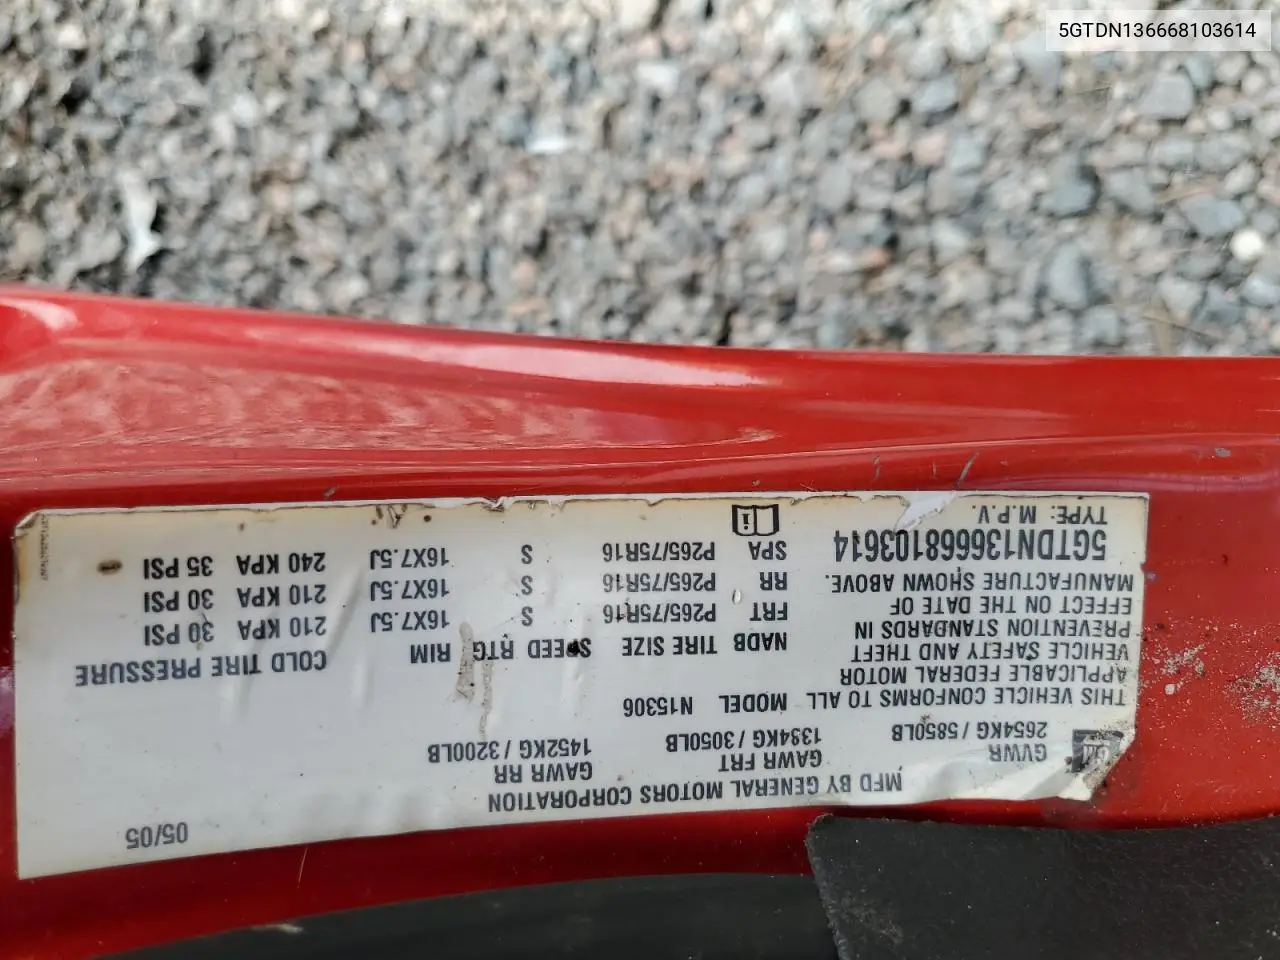 5GTDN136668103614
MFD BY GENERAL MOTORS CORPORATION
05/05
GM
GVWR GAWR FRT GAWR RR
2654KG / 5850LB 1384KG / 3050LB 1452KG / 3200LB
THIS VEHICLE CONFORMS TO ALL
APPLICABLE FEDERAL MOTOR
VEHICLE SAFETY AND THEFT
PREVENTION STANDARDS IN
EFFECT ON THE DATE OF
MANUFACTURE SHOWN ABOVE.
5GTDN136668103614
TYPE: M.P.V.
MODEL N15306
NADB TIRE SIZE SPEED RTG RIM COLD TIRE PRESSURE
FRT P265/75R16 S 16X7.5J 210 KPA 30 PSI
RR P265/75R16 S 16X7.5J 210 KPA 30 PSI
SPA P265/75R16 S 16X7.5J 240 KPA 35 PSI